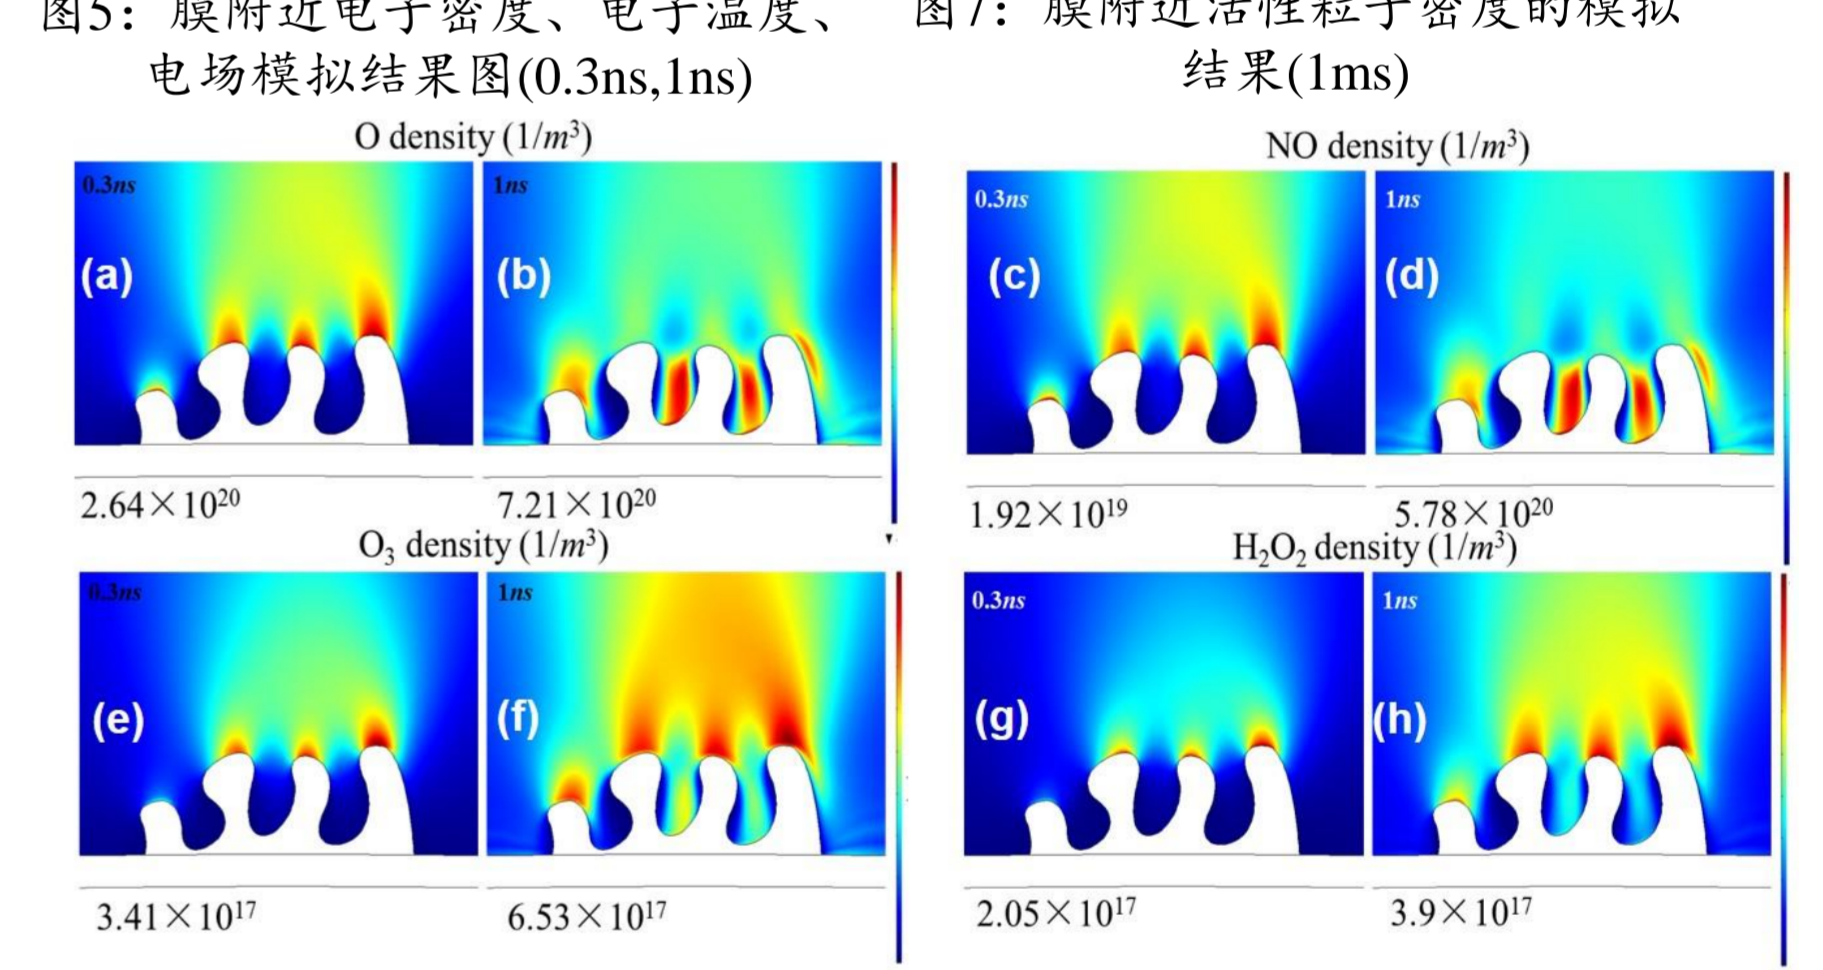 图5：膜附近电子密度、电子温度、
电场模拟结果图(0.3ns,1ns)
图7：膜附近活性粒子密度的模拟
结果(1ms)
O density (1/m³)
0.3ns
(a)
1ns
(b)
2.64×10²⁰
7.21×10²⁰
NO density (1/m³)
0.3ns
(c)
1ns
(d)
1.92×10¹⁹
5.78×10²⁰
O₃ density (1/m³)
0.3ns
(e)
1ns
(f)
3.41×10¹⁷
6.53×10¹⁷
H₂O₂ density (1/m³)
0.3ns
(g)
1ns
(h)
2.05×10¹⁷
3.9×10¹⁷